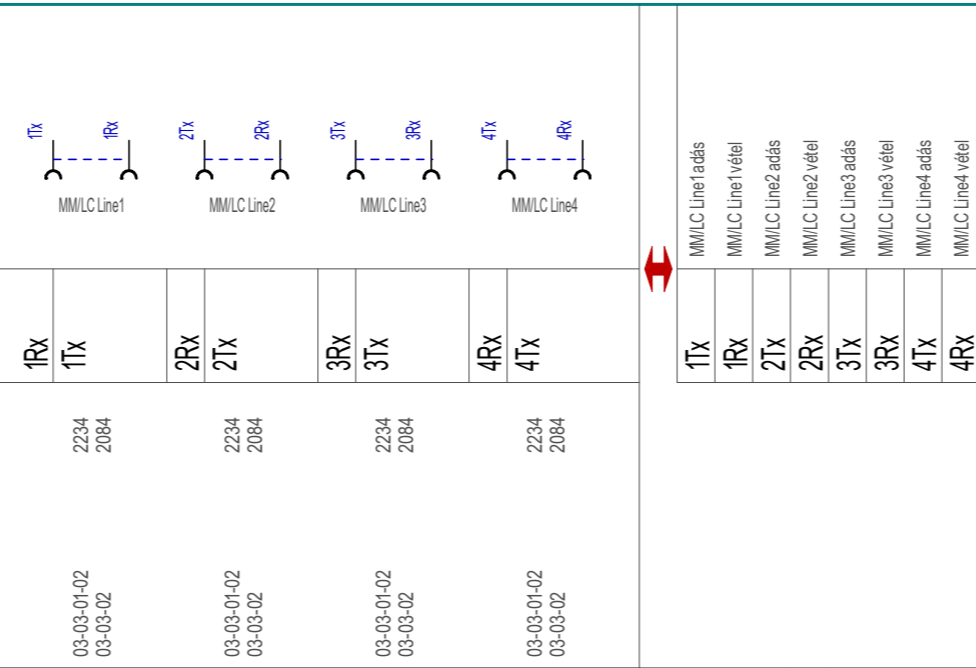 1Tx
1Rx
2Tx
2Rx
3Tx
3Rx
4Tx
4Rx
MM/LC Line1
MM/LC Line2
MM/LC Line3
MM/LC Line4
MM/LC Line1 adás
MM/LC Line1 vétel
MM/LC Line2 adás
MM/LC Line2 vétel
MM/LC Line3 adás
MM/LC Line3 vétel
MM/LC Line4 adás
MM/LC Line4 vétel
1Rx
1Tx
2Rx
2Tx
3Rx
3Tx
4Rx
4Tx
1Tx
1Rx
2Tx
2Rx
3Tx
3Rx
4Tx
4Rx
2234
2084
2234
2084
2234
2084
2234
2084
03-03-01-02
03-03-02
03-03-01-02
03-03-02
03-03-01-02
03-03-02
03-03-01-02
03-03-02